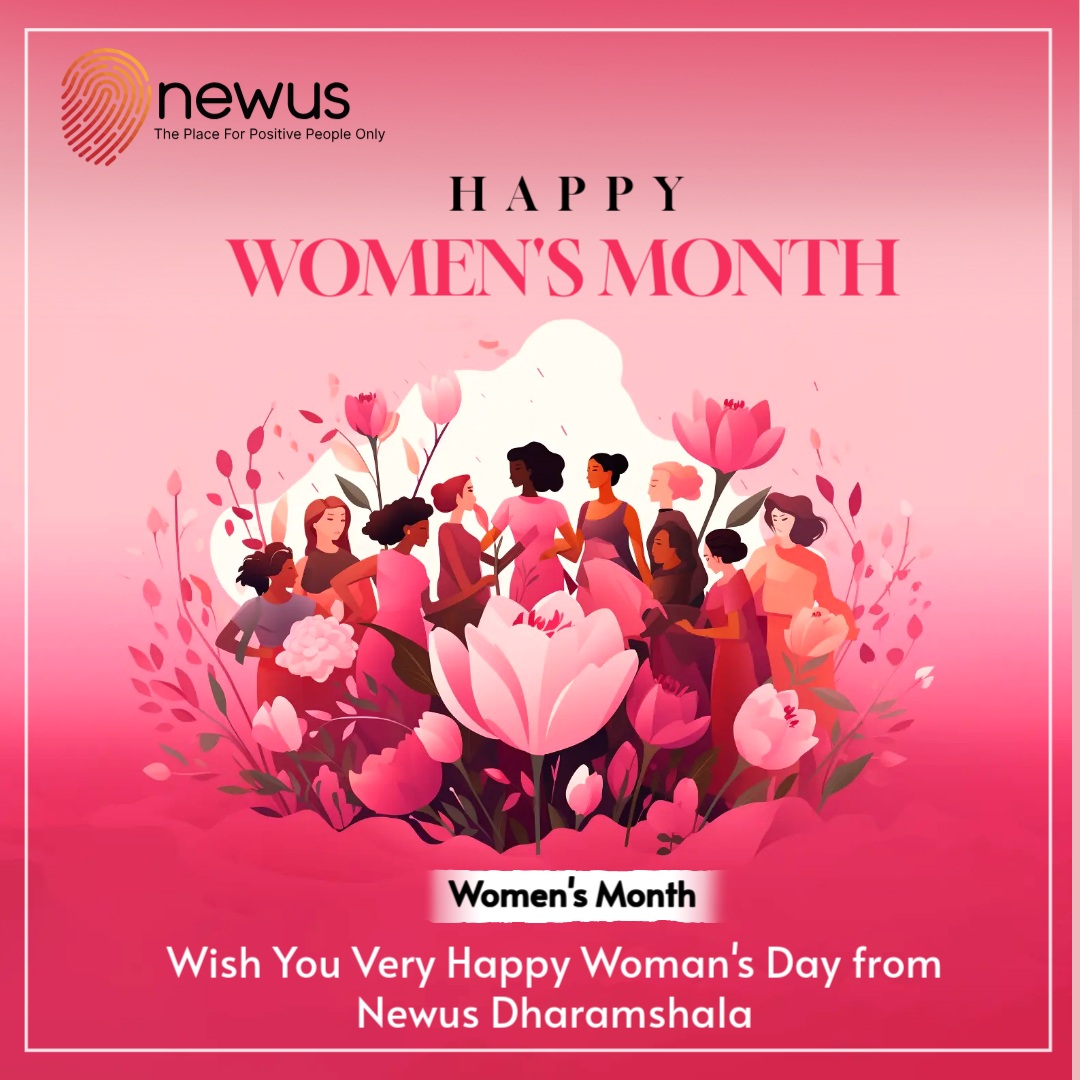 newus
The Place For Positive People Only
HAPPY
WOMEN'S MONTH
Women's Month
Wish You Very Happy Woman's Day from
Newus Dharamshala